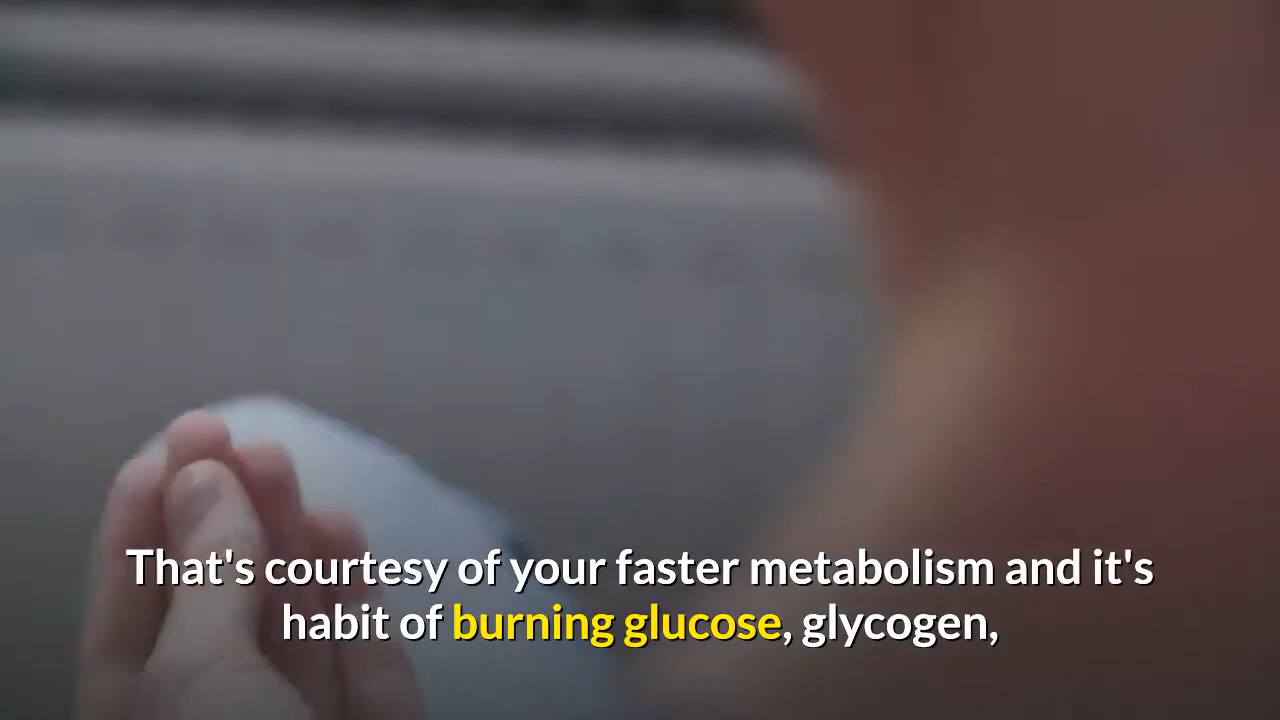 That's courtesy of your faster metabolism and it's
habit of burning glucose, glycogen,